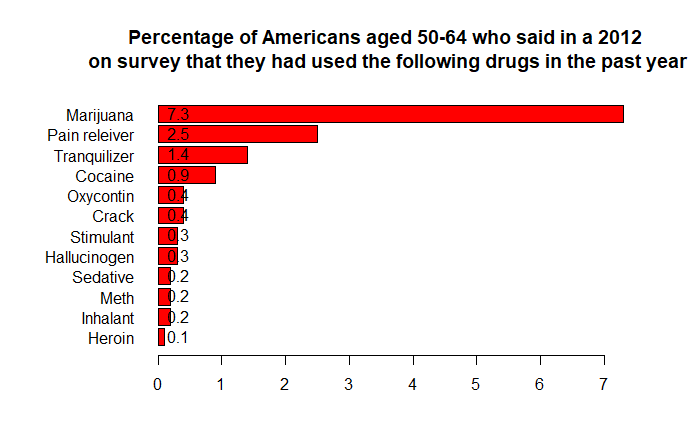 Percentage of Americans aged 50-64 who said in a 2012
on survey that they had used the following drugs in the past year
Marijuana 7.3
Pain releiver 2.5
Tranquilizer 1.4
Cocaine 0.9
Oxycontin 0.4
Crack 0.4
Stimulant 0.3
Hallucinogen 0.3
Sedative 0.2
Meth 0.2
Inhalant 0.2
Heroin 0.1
0 1 2 3 4 5 6 7